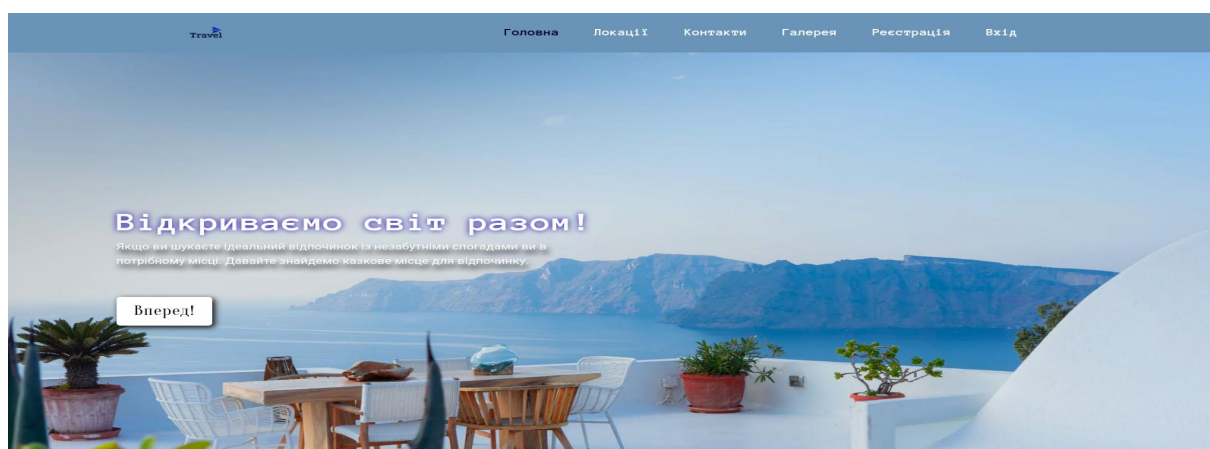 Travel
Головна Локації Контакти Галерея Реєстрація Вхід
Відкриваємо світ разом!
Якщо ви шукаєте ідеальний відпочинок із незабутніми спогадами ви в
потрібному місці. Давайте знайдемо казкове місце для відпочинку.
Вперед!